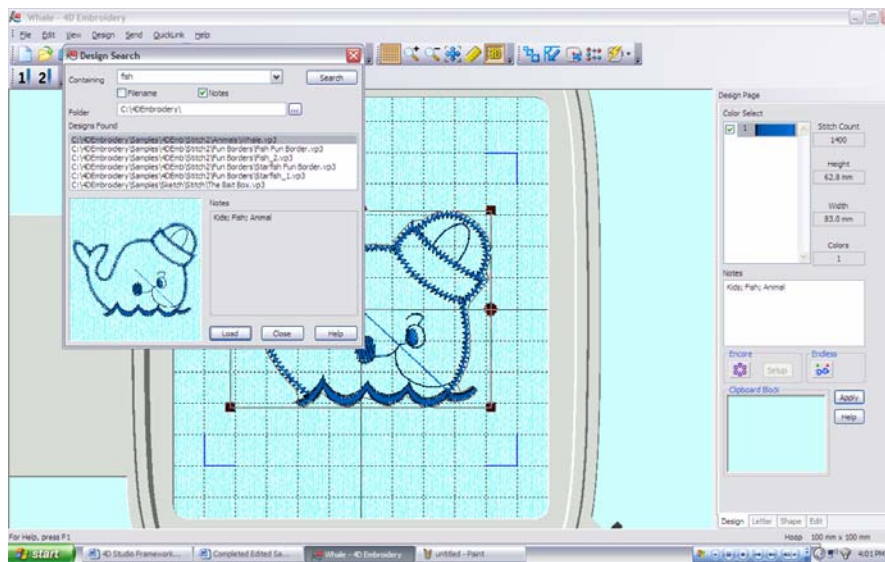 Whale - 4D Embroidery
File Edit View Design Send QuickLink Help
Design Search
1 2
Containing fish Search
Filename Notes
Folder C:\4DEmbroidery\ ...
Designs Found
C:\4DEmbroidery\Samples\4DEmb\Stitch2\Animals\Whale.vp3
C:\4DEmbroidery\Samples\4DEmb\Stitch2\Fun Borders\Fish Fun Border.vp3
C:\4DEmbroidery\Samples\4DEmb\Stitch2\Fun Borders\Fish_2.vp3
C:\4DEmbroidery\Samples\4DEmb\Stitch2\Fun Borders\Starfish Fun Border.vp3
C:\4DEmbroidery\Samples\4DEmb\Stitch2\Fun Borders\Starfish_1.vp3
C:\4DEmbroidery\Samples\Sketch\Stitch\The Bait Box.vp3
Notes
Kids; Fish; Animal
Load Close Help
Design Page
Color Select
1
Stitch Count
1400
Height
62.8 mm
Width
83.0 mm
Colors
1
Notes
Kids; Fish; Animal
Encore Endless
Setup
Clipboard Block
Apply
Help
Design Letter Shape Edit
For Help, press F1
Hoop 100 mm x 100 mm
start 4D Studio Framework... Completed Edited Sa... Whale - 4D Embroidery untitled - Paint 4:01 PM